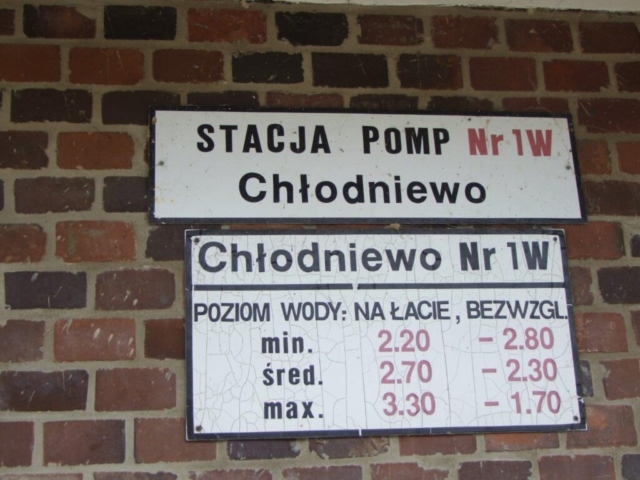 STACJA POMP Nr 1W
Chłodniewo
Chłodniewo Nr 1W
POZIOM WODY: NA ŁACIE, BEZWZGL.
min. 2.20 - 2.80
śred. 2.70 - 2.30
max. 3.30 - 1.70